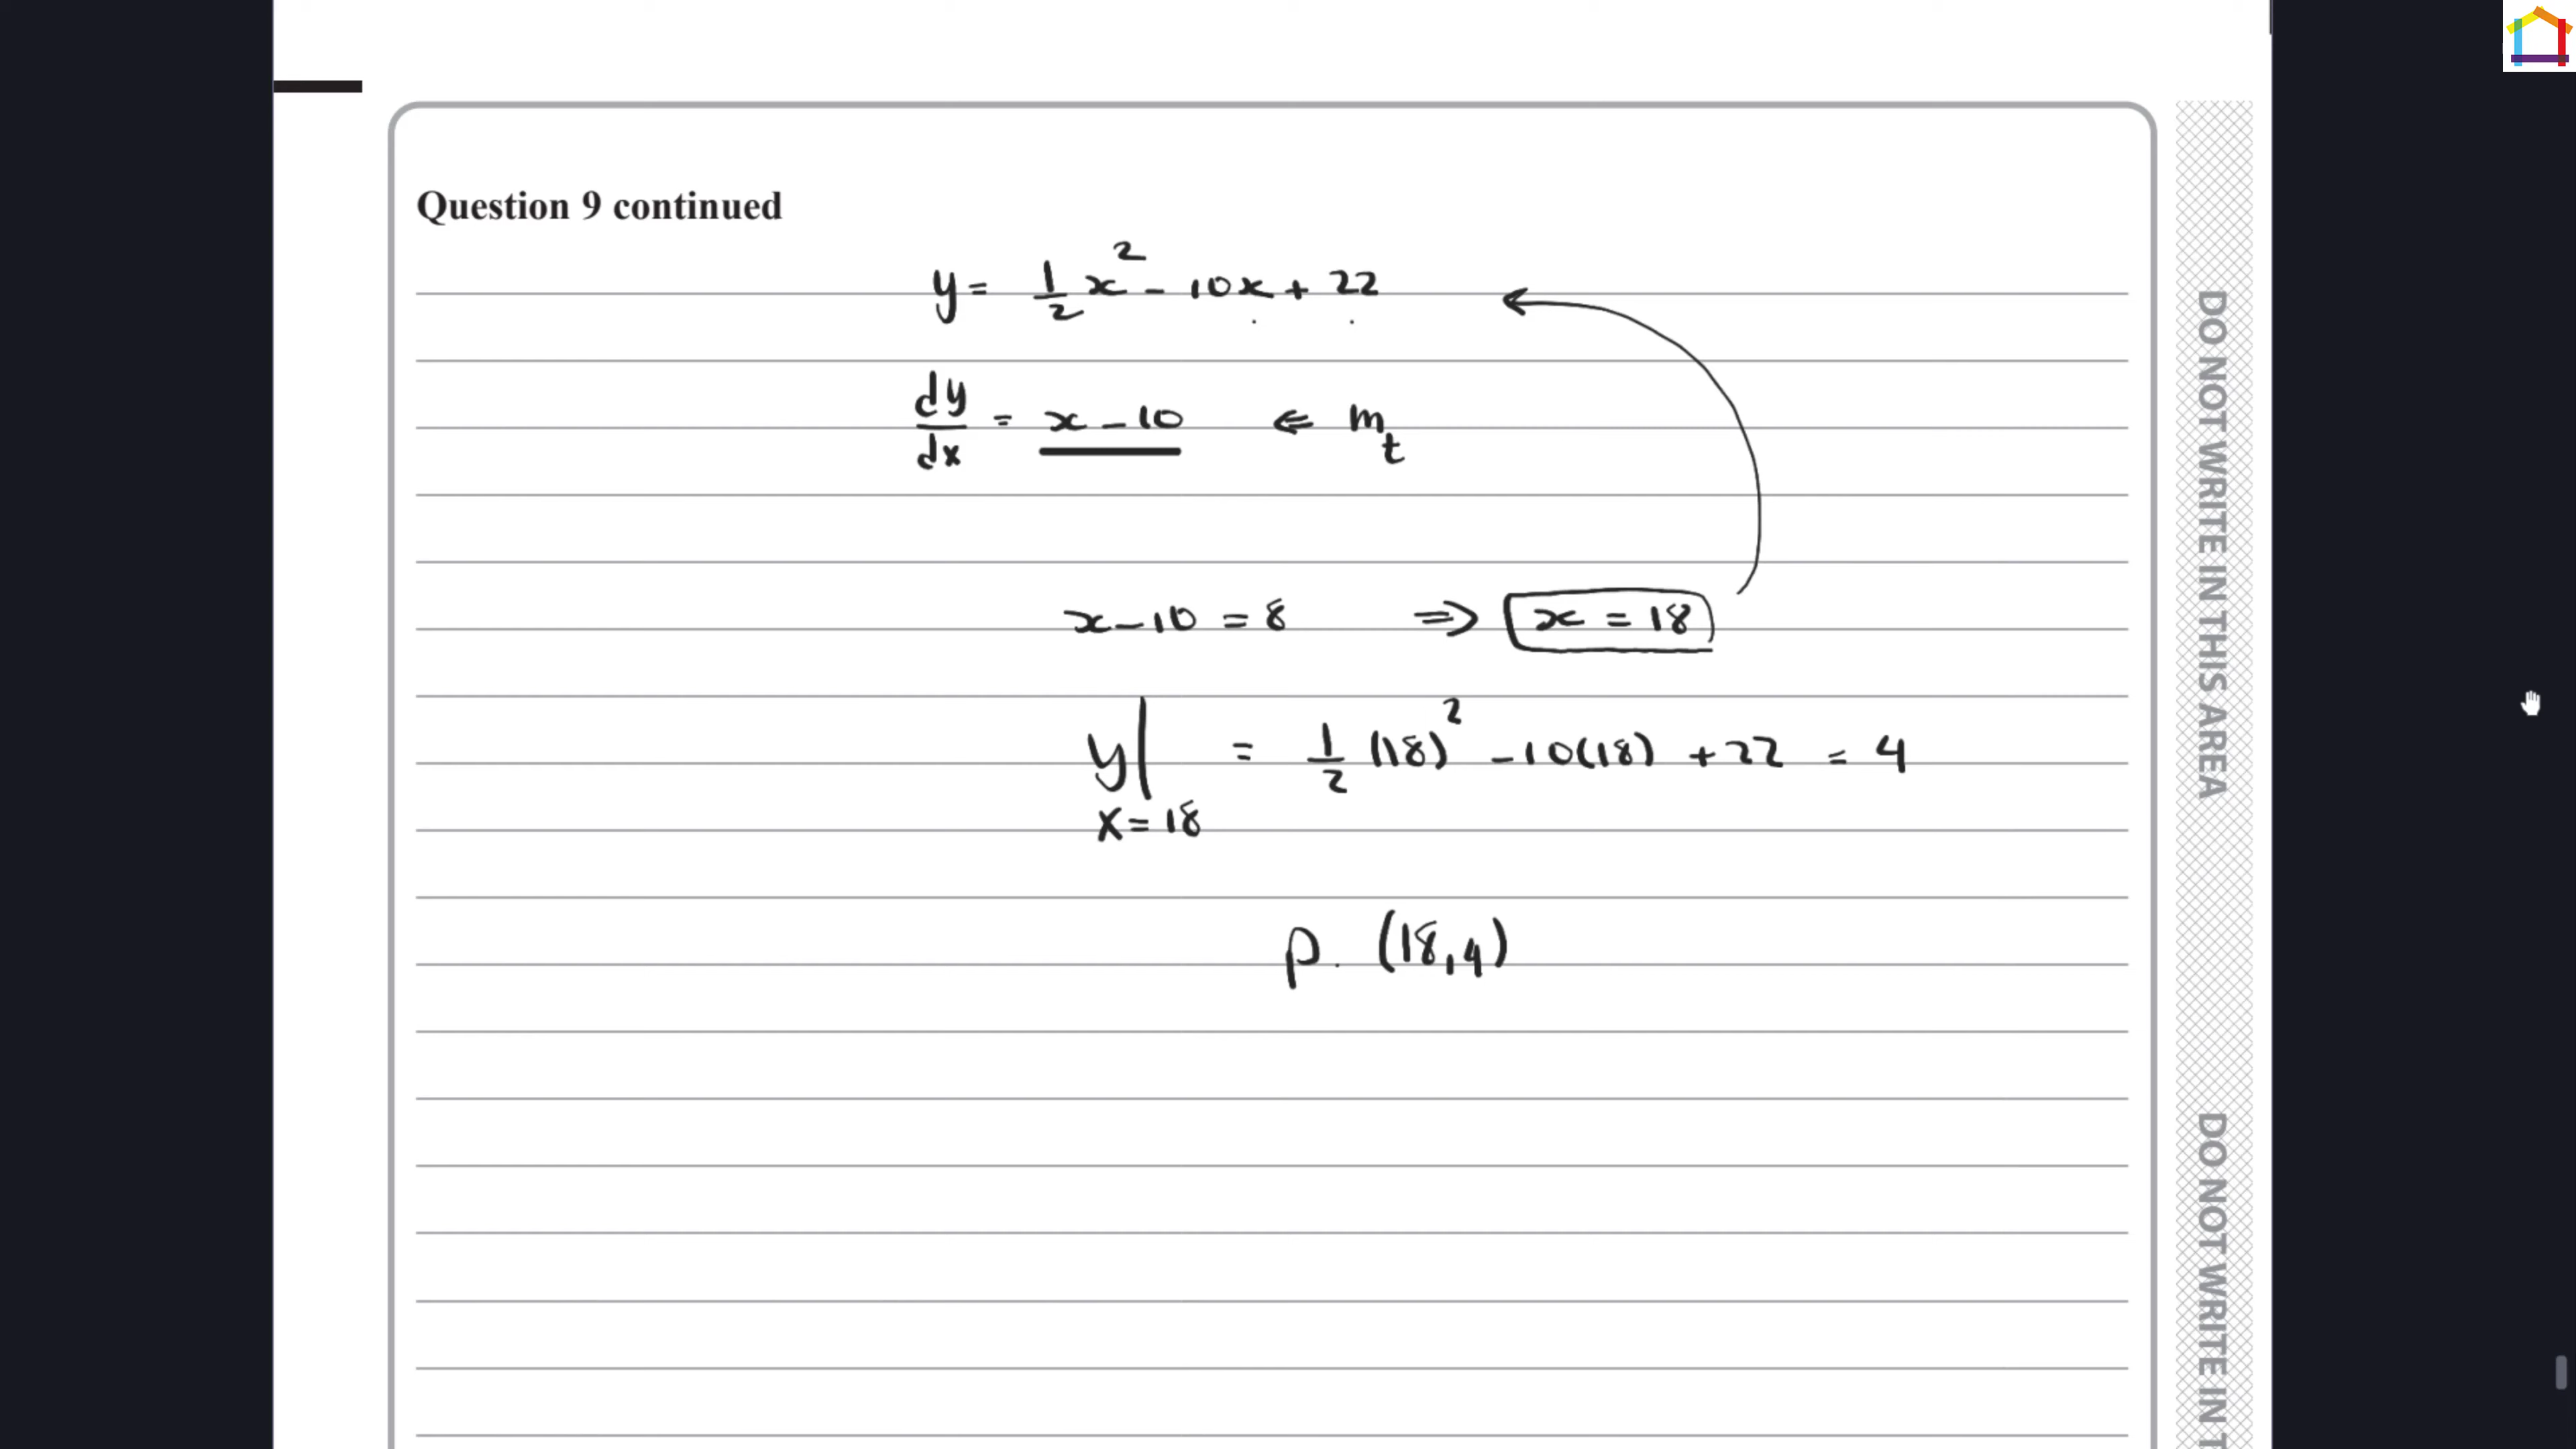 Question 9 continued
y = 1/2 x² - 10x + 22
dy/dx = x - 10 ⇐ m_t
x - 10 = 8 ⇒ x = 18
y| x = 18 = 1/2 (18)² - 10(18) + 22 = 4
P. (18, 4)
DO NOT WRITE IN THIS AREA
DO NOT WRITE IN T